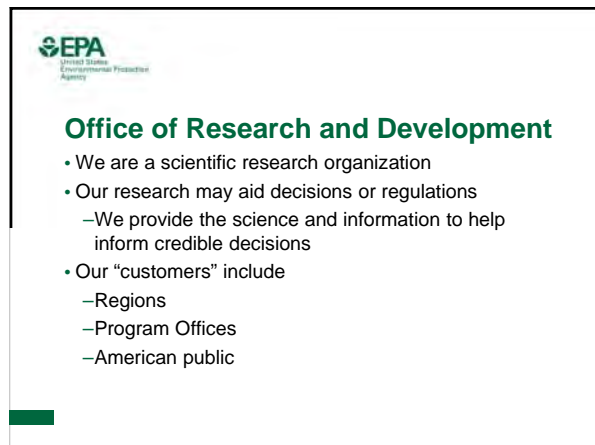 EPA
United States
Environmental Protection
Agency
Office of Research and Development
• We are a scientific research organization
• Our research may aid decisions or regulations
–We provide the science and information to help
inform credible decisions
• Our “customers” include
–Regions
–Program Offices
–American public